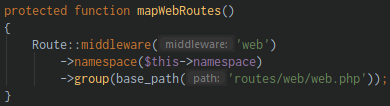 protected function mapWebRoutes()
{
    Route::middleware( middleware: 'web')
        ->namespace($this->namespace)
        ->group(base_path( path: 'routes/web/web.php'));
}